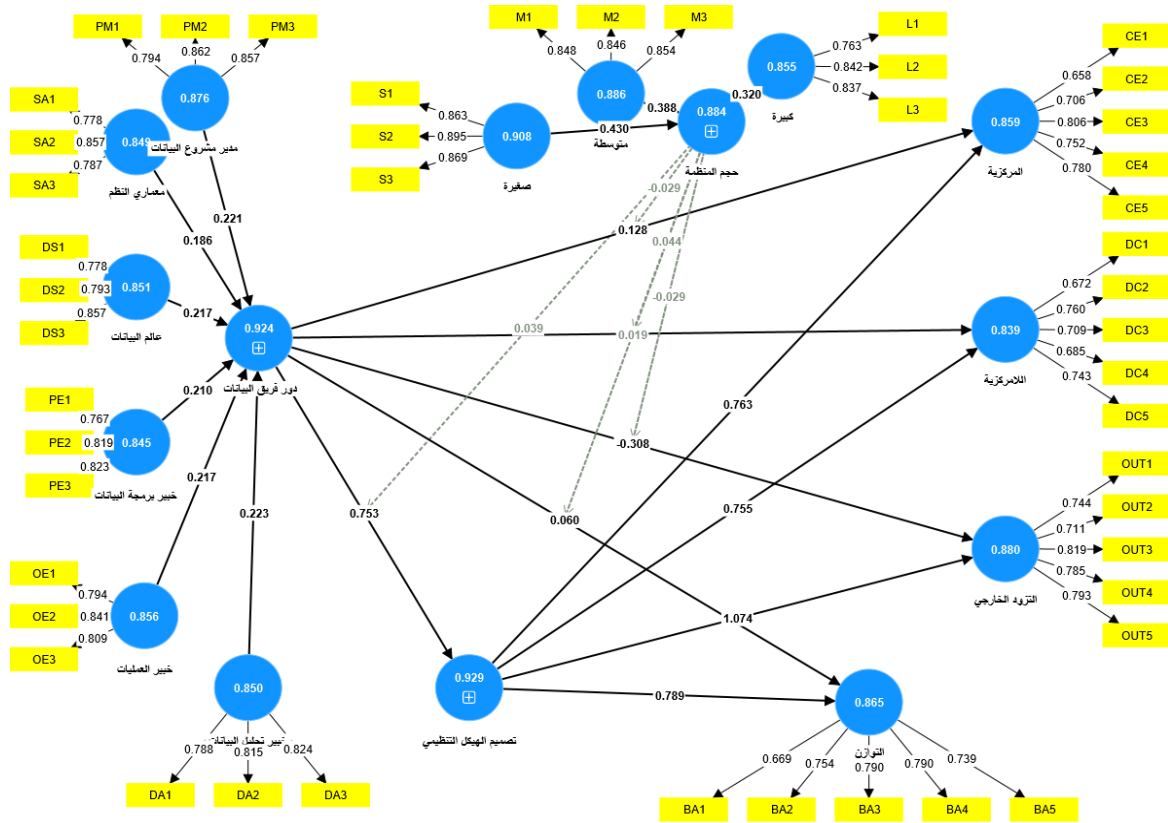 PM1
PM2
PM3
0.794
0.862
0.857
0.876
مدير مشروع البيانات
SA1
SA2
SA3
0.778
0.857
0.787
0.849
معماري النظم
0.221
0.186
DS1
DS2
DS3
0.778
0.793
0.857
0.851
عالم البيانات
0.217
0.924
دور فريق البيانات
PE1
PE2
PE3
0.767
0.819
0.823
0.845
خبير برمجة البيانات
0.210
OE1
OE2
OE3
0.794
0.841
0.809
0.856
خبير العمليات
0.217
0.850
تحليل البيانات
0.223
0.788
0.815
0.824
DA1
DA2
DA3
S1
S2
S3
0.863
0.895
0.869
0.908
صغيرة
0.430
M1
M2
M3
0.848
0.846
0.854
0.886
متوسطة
0.388
0.884
حجم المنظمة
0.320
0.855
كبيرة
L1
L2
L3
0.763
0.842
0.837
-0.029
0.044
-0.029
0.039
0.019
0.128
-0.308
0.060
0.753
0.763
0.755
1.074
0.789
0.929
تصميم الهيكل التنظيمي
0.859
المركزية
0.658
0.706
0.806
0.752
0.780
CE1
CE2
CE3
CE4
CE5
0.839
اللامركزية
0.672
0.760
0.709
0.685
0.743
DC1
DC2
DC3
DC4
DC5
0.880
التزود الخارجي
0.744
0.711
0.819
0.785
0.793
OUT1
OUT2
OUT3
OUT4
OUT5
0.865
التوازن
0.669
0.754
0.790
0.790
0.739
BA1
BA2
BA3
BA4
BA5